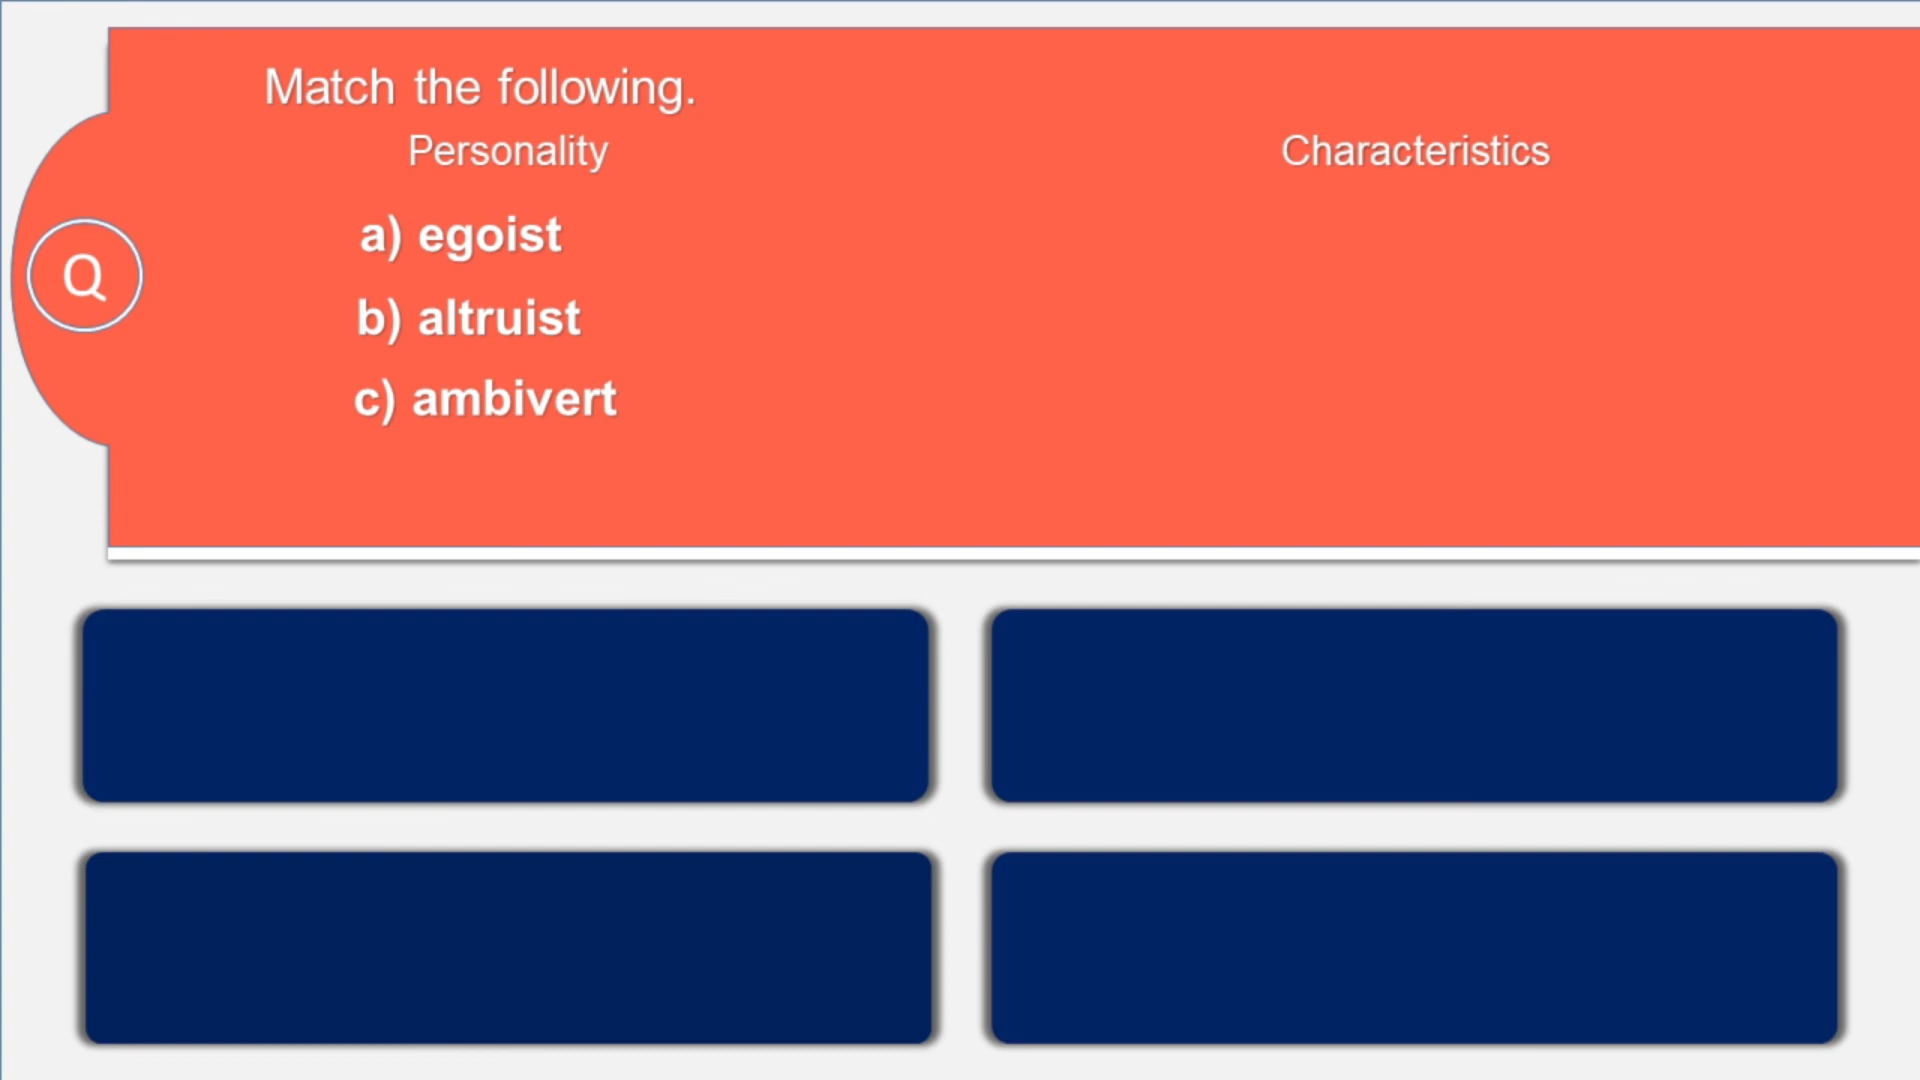 Match the following.
Personality Characteristics
a) egoist
Q
b) altruist
c) ambivert